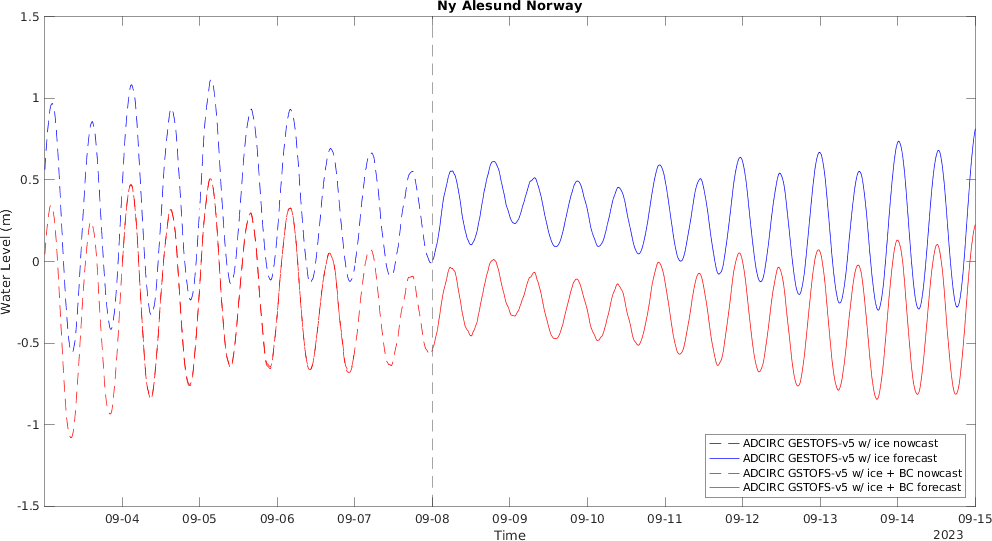 Ny Alesund Norway
1.5
1
0.5
0
-0.5
-1
-1.5
Water Level (m)
ADCIRC GESTOFS-v5 w/ ice nowcast
ADCIRC GESTOFS-v5 w/ ice forecast
ADCIRC GSTOFS-v5 w/ ice + BC nowcast
ADCIRC GSTOFS-v5 w/ ice + BC forecast
09-04 09-05 09-06 09-07 09-08 09-09 09-10 09-11 09-12 09-13 09-14 09-15
Time
2023